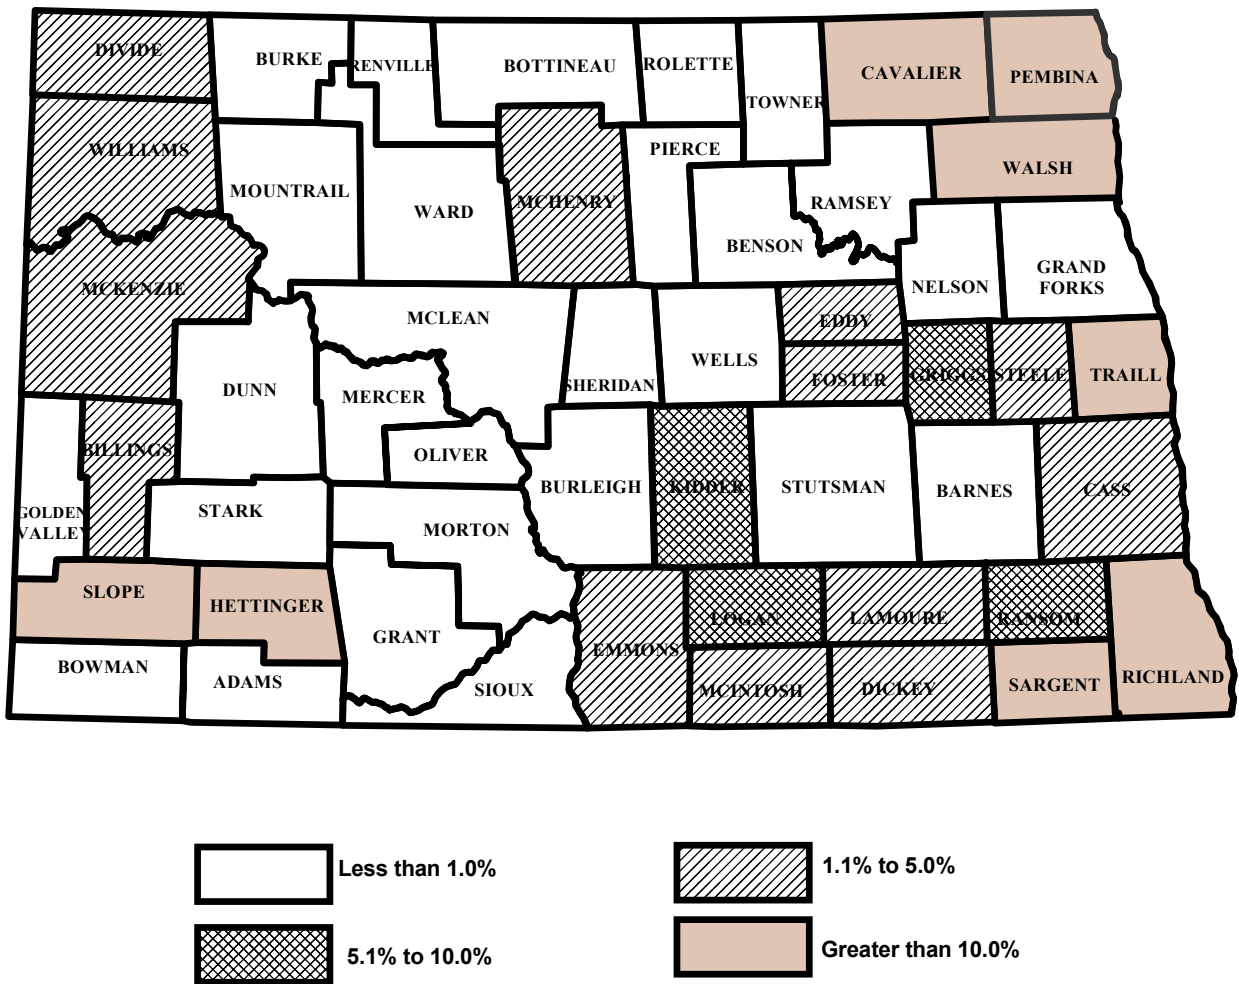 DIVIDE
BURKE
RENVILLE
BOTTINEAU
ROLETTE
TOWNER
CAVALIER
PEMBINA
WILLIAMS
MOUNTRAIL
WARD
MCHENRY
PIERCE
BENSON
RAMSEY
WALSH
MCKENZIE
MCLEAN
SHERIDAN
WELLS
EDDY
FOSTER
NELSON
GRAND
FORKS
DUNN
MERCER
OLIVER
GRIGGS
STEELE
TRAILL
BILLINGS
GOLDEN
VALLEY
STARK
MORTON
BURLEIGH
KIDDER
STUTSMAN
BARNES
CASS
SLOPE
HETTINGER
GRANT
EMMONS
LOGAN
LAMOURE
RANSOM
BOWMAN
ADAMS
SIOUX
MCINTOSH
DICKEY
SARGENT
RICHLAND
Less than 1.0%
1.1% to 5.0%
5.1% to 10.0%
Greater than 10.0%